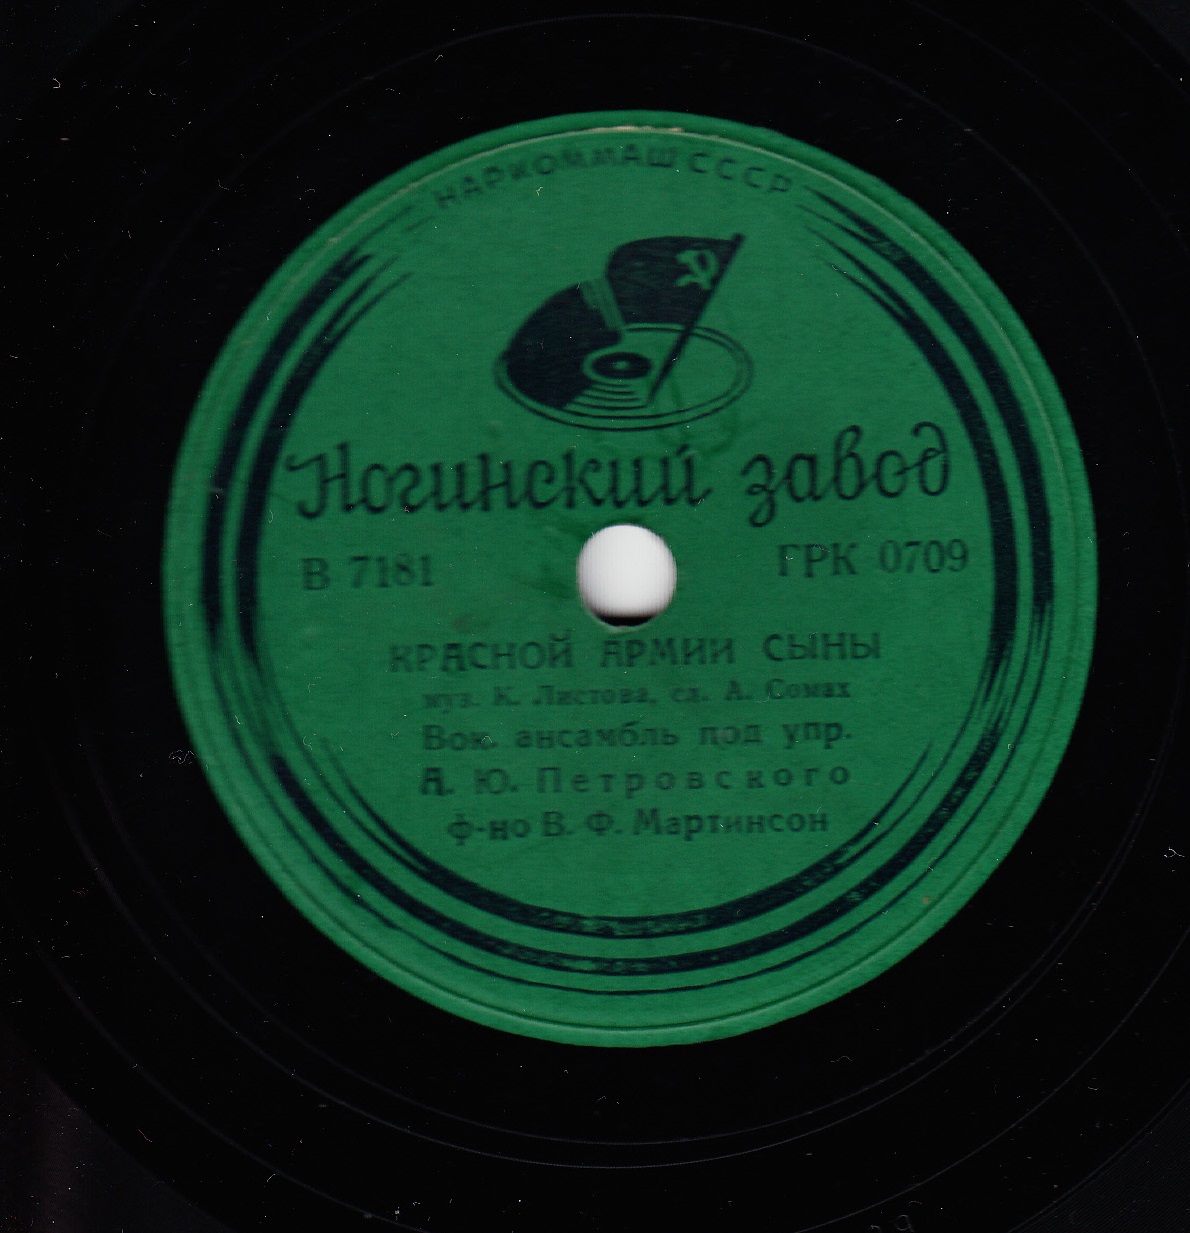 НАРКОММАШ СССР
Ногинский завод
В 7181 ГРК 0709
КРАСНОЙ АРМИИ СЫНЫ
муз. К. Листова, сл. А. Сомах
Вок. ансамбль под упр.
А. Ю. Петровского
ф-но В. Ф. Мартинсон